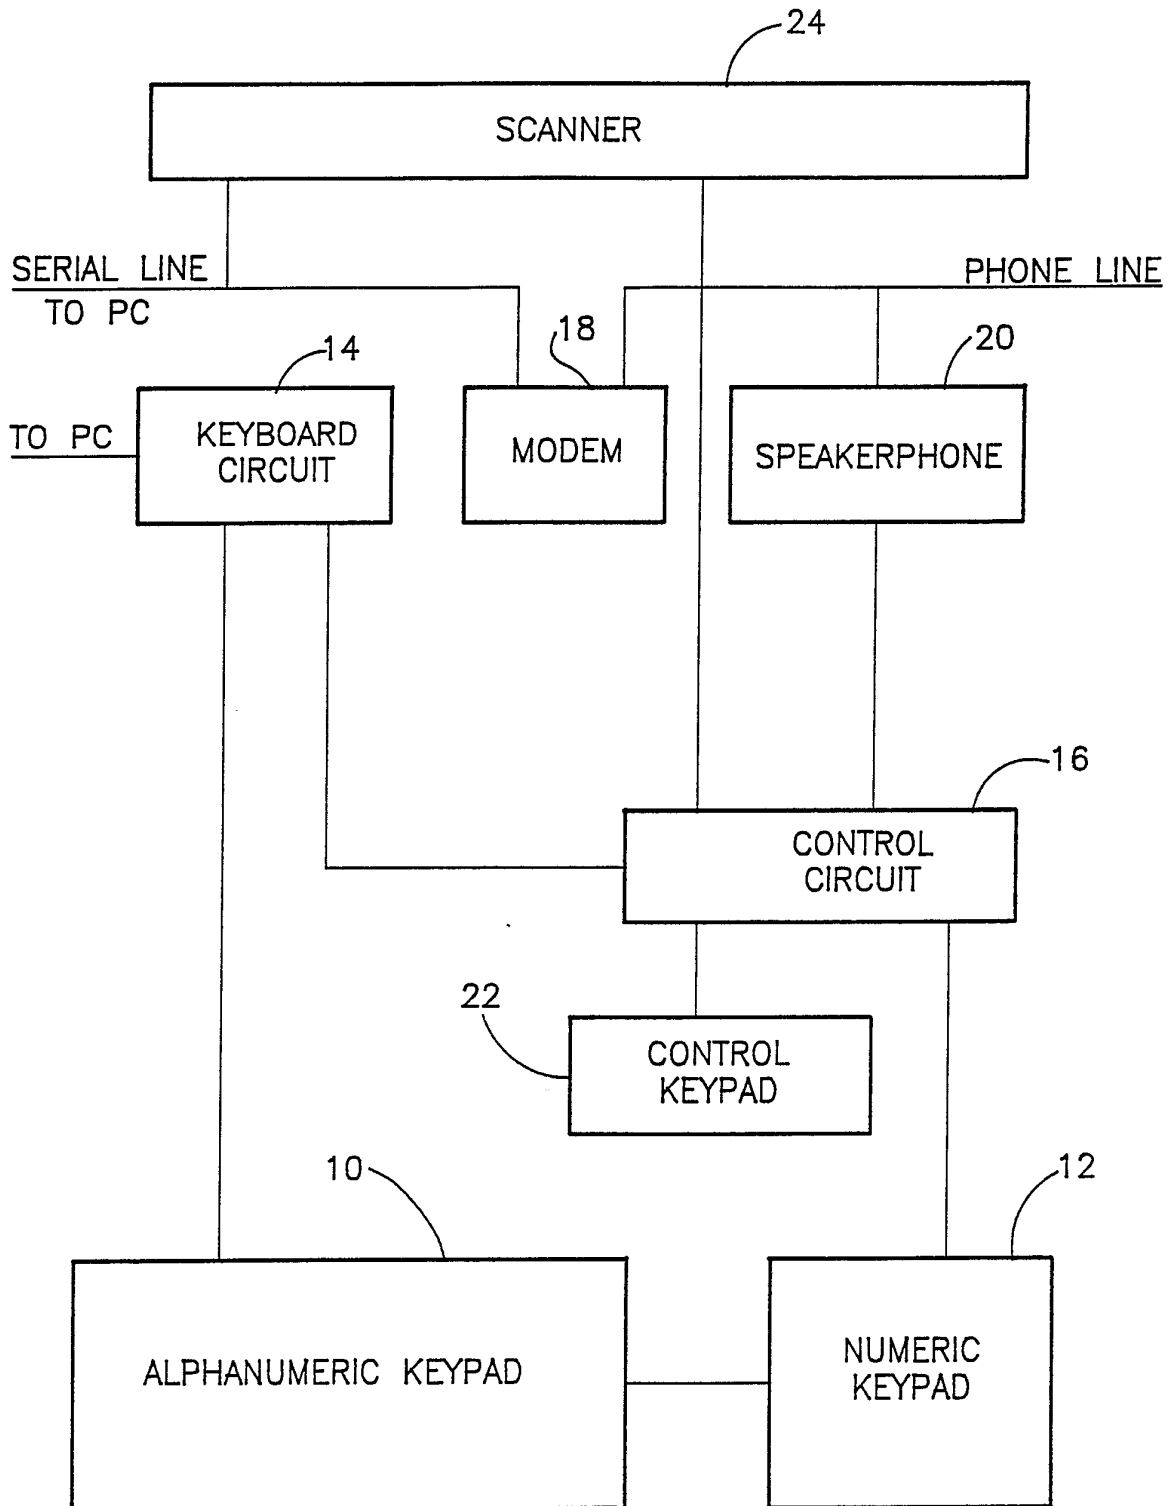 24
SCANNER
SERIAL LINE
TO PC
PHONE LINE
14
18
20
TO PC
KEYBOARD
CIRCUIT
MODEM
SPEAKERPHONE
16
CONTROL
CIRCUIT
22
CONTROL
KEYPAD
10
12
ALPHANUMERIC KEYPAD
NUMERIC
KEYPAD